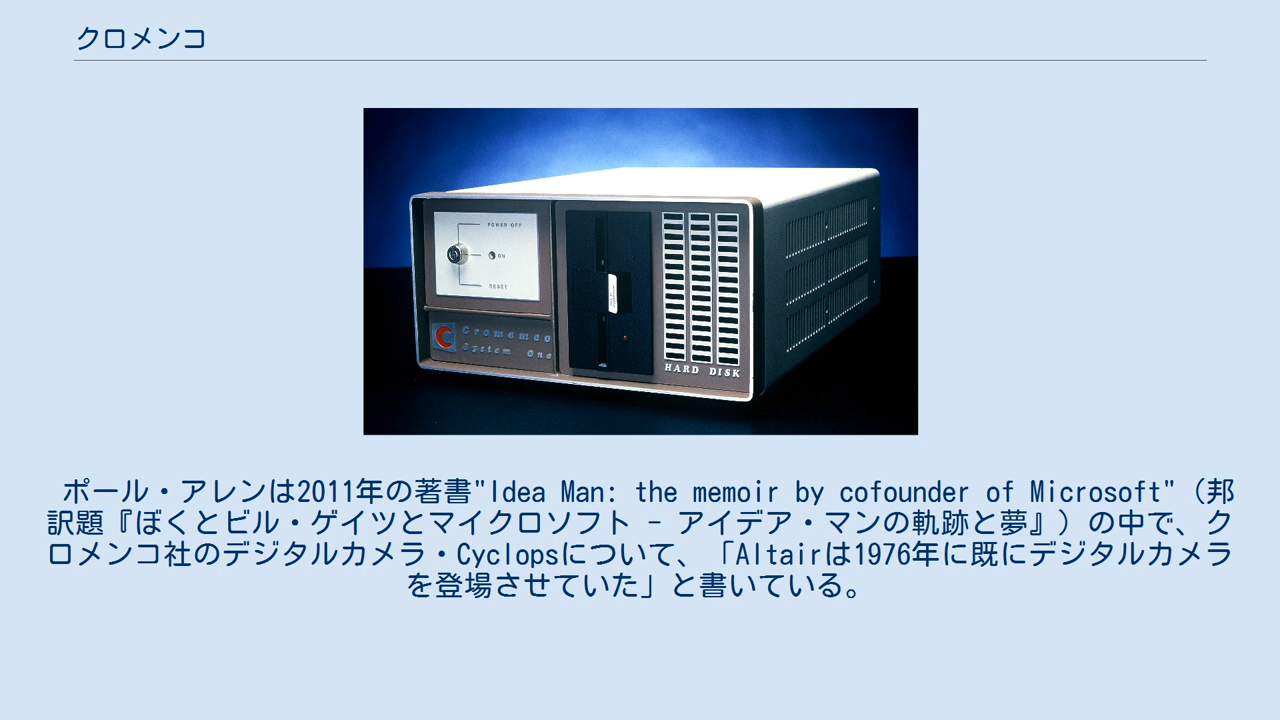 クロメンコ
POWER OFF
ON
RESET
C
Cromemco
System One
HARD DISK
ポール・アレンは2011年の著書"Idea Man: the memoir by cofounder of Microsoft"（邦
訳題『ぼくとビル・ゲイツとマイクロソフト - アイデア・マンの軌跡と夢』）の中で、ク
ロメンコ社のデジタルカメラ・Cyclopsについて、「Altairは1976年に既にデジタルカメラ
を登場させていた」と書いている。